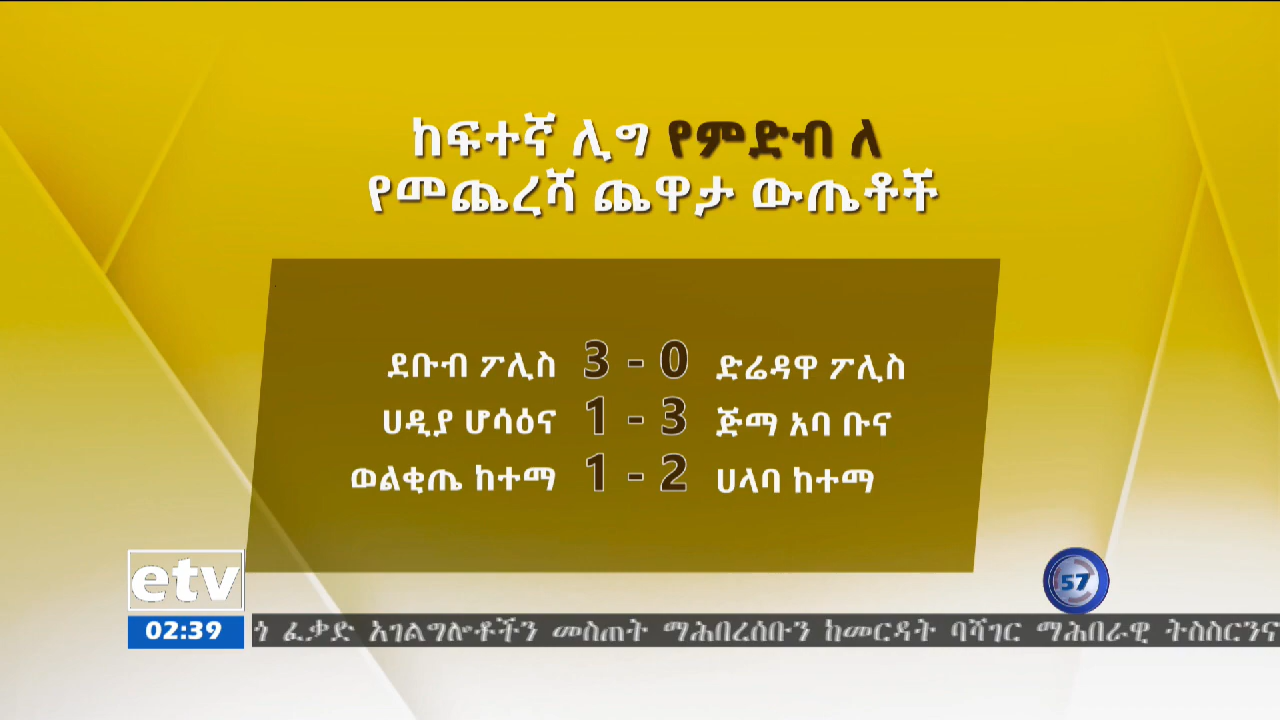 ከፍተኛ ሊግ የምድብ ለ
የመጨረሻ ጨዋታ ውጤቶች
ደቡብ ፖሊስ 3 - 0 ድሬዳዋ ፖሊስ
ሀዲያ ሆሳዕና 1 - 3 ጅማ አባ ቡና
ወልቂጤ ከተማ 1 - 2 ሀላባ ከተማ
etv
57
02:39
ጎ ፈቃድ አገልግሎቶችን መስጠት ማሕበረሰቡን ከመርዳት ባሻገር ማሕበራዊ ትስስርንና